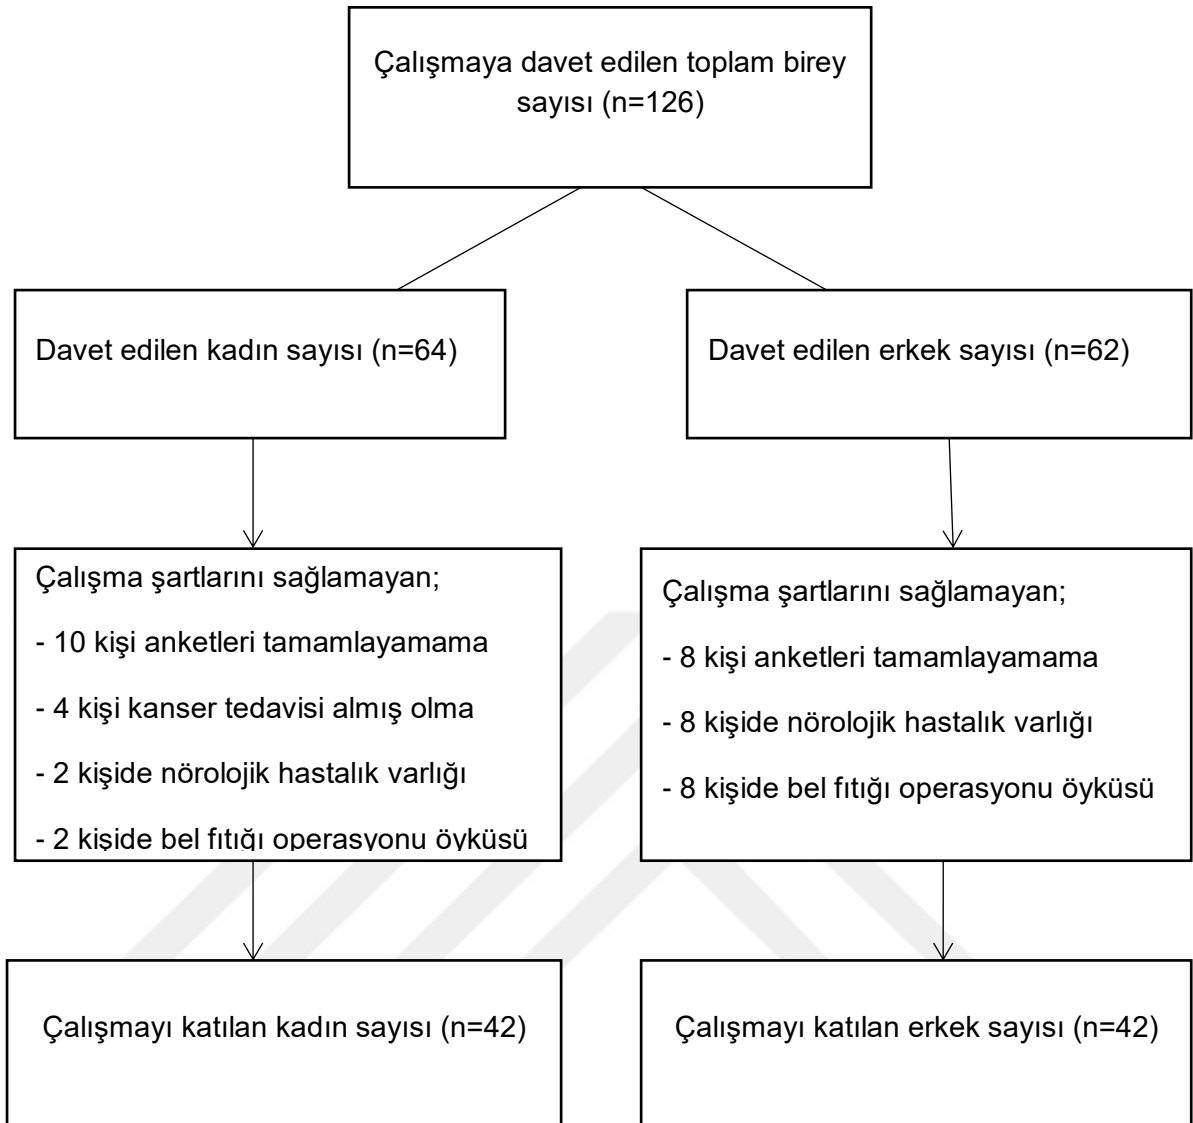 Çalışmaya davet edilen toplam birey
sayısı (n=126)
Davet edilen kadın sayısı (n=64)
Davet edilen erkek sayısı (n=62)
Çalışma şartlarını sağlamayan;
- 10 kişi anketleri tamamlayamama
- 4 kişi kanser tedavisi almış olma
- 2 kişide nörolojik hastalık varlığı
- 2 kişide bel fıtığı operasyonu öyküsü
Çalışma şartlarını sağlamayan;
- 8 kişi anketleri tamamlayamama
- 8 kişide nörolojik hastalık varlığı
- 8 kişide bel fıtığı operasyonu öyküsü
Çalışmayı katılan kadın sayısı (n=42)
Çalışmayı katılan erkek sayısı (n=42)